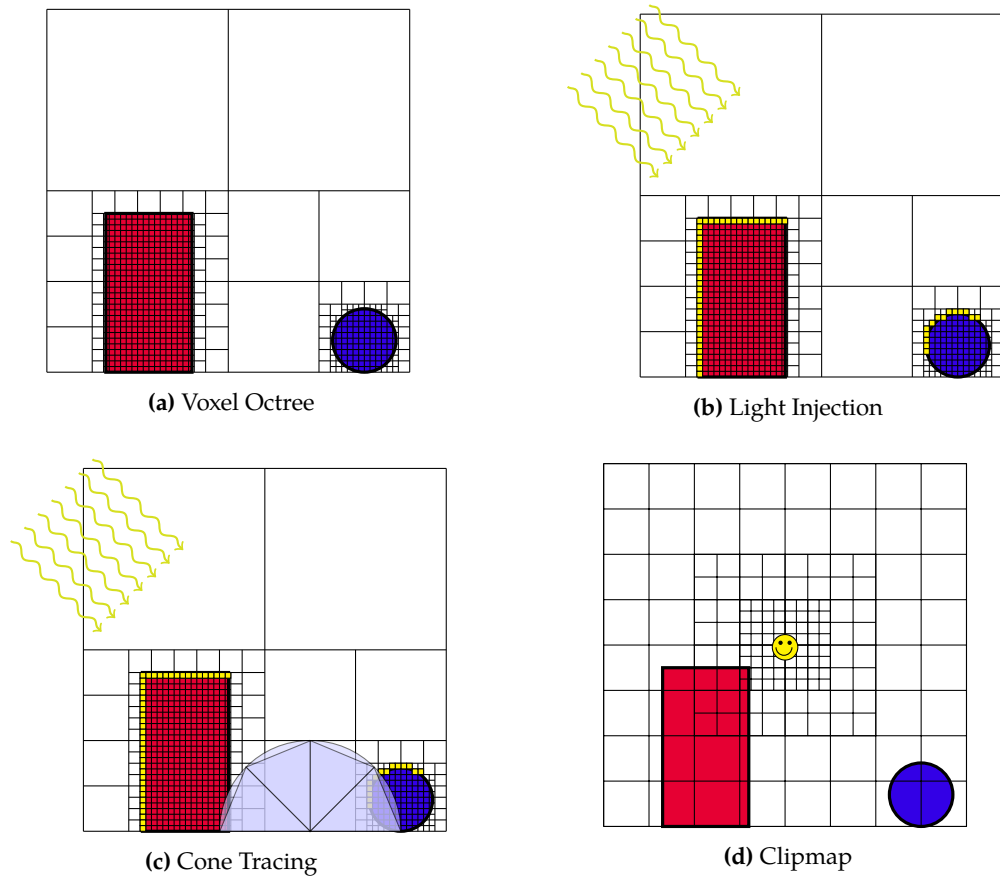 (a) Voxel Octree
(b) Light Injection
(c) Cone Tracing
(d) Clipmap